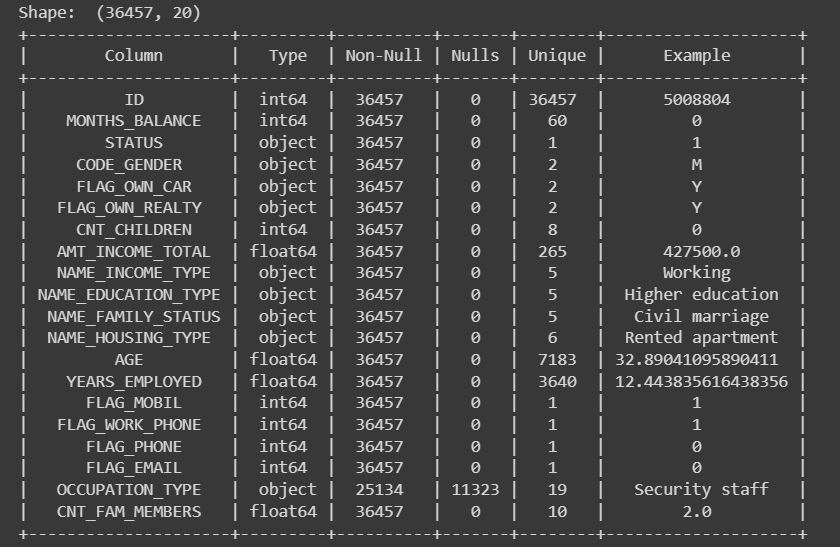 Shape:  (36457, 20)
+----------------------+---------+----------+-------+--------+--------------------+
|        Column        |   Type  | Non-Null | Nulls | Unique |      Example       |
+----------------------+---------+----------+-------+--------+--------------------+
|          ID          |  int64  |  36457   |   0   | 36457  |      5008804       |
|    MONTHS_BALANCE    |  int64  |  36457   |   0   |   60   |         0          |
|        STATUS        |  object |  36457   |   0   |   1    |         1          |
|     CODE_GENDER      |  object |  36457   |   0   |   2    |         M          |
|     FLAG_OWN_CAR     |  object |  36457   |   0   |   2    |         Y          |
|   FLAG_OWN_REALTY    |  object |  36457   |   0   |   2    |         Y          |
|     CNT_CHILDREN     |  int64  |  36457   |   0   |   8    |         0          |
|   AMT_INCOME_TOTAL   | float64 |  36457   |   0   |  265   |      427500.0      |
|   NAME_INCOME_TYPE   |  object |  36457   |   0   |   5    |      Working       |
| NAME_EDUCATION_TYPE  |  object |  36457   |   0   |   5    |  Higher education  |
|  NAME_FAMILY_STATUS  |  object |  36457   |   0   |   5    |   Civil marriage   |
|  NAME_HOUSING_TYPE   |  object |  36457   |   0   |   6    |  Rented apartment  |
|         AGE          | float64 |  36457   |   0   |  7183  | 32.89041095890411  |
|    YEARS_EMPLOYED    | float64 |  36457   |   0   |  3640  | 12.443835616438356 |
|      FLAG_MOBIL      |  int64  |  36457   |   0   |   1    |         1          |
|   FLAG_WORK_PHONE    |  int64  |  36457   |   0   |   1    |         1          |
|      FLAG_PHONE      |  int64  |  36457   |   0   |   1    |         0          |
|      FLAG_EMAIL      |  int64  |  36457   |   0   |   1    |         0          |
|   OCCUPATION_TYPE    |  object |  25134   | 11323 |   19   |   Security staff   |
|   CNT_FAM_MEMBERS    | float64 |  36457   |   0   |   10   |        2.0         |
+----------------------+---------+----------+-------+--------+--------------------+